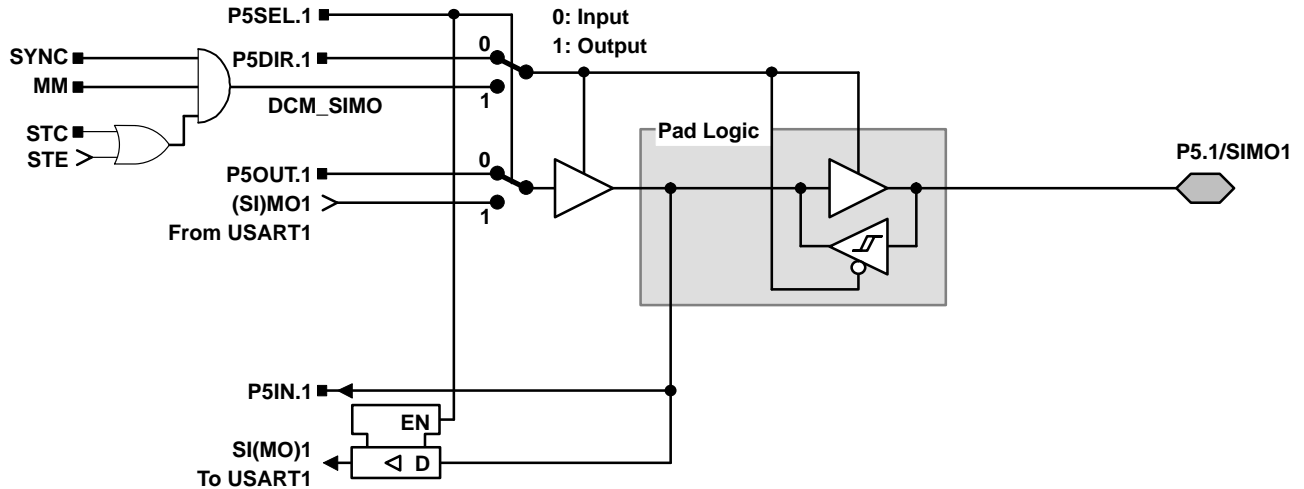 P5SEL.1
0: Input
1: Output
SYNC
P5DIR.1
0
MM
1
DCM_SIMO
STC
STE
Pad Logic
P5.1/SIMO1
P5OUT.1
0
(SI)MO1
1
From USART1
P5IN.1
EN
SI(MO)1
D
To USART1